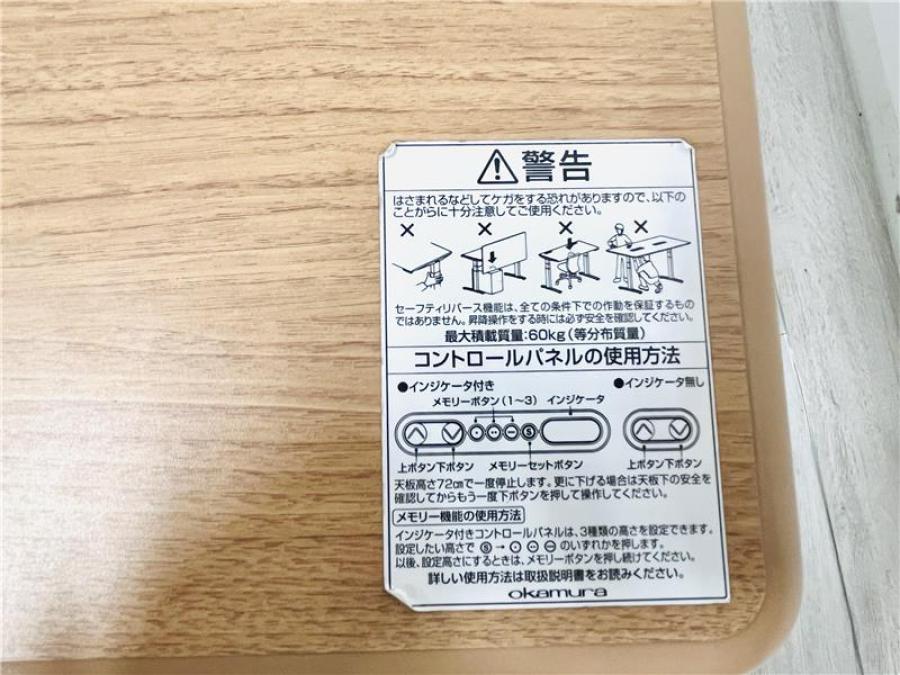 警告
はさまれるなどしてケガをする恐れがありますので、以下の
ことがらに十分注意してご使用ください。
セーフティリバース機能は、全ての条件下での作動を保証するもの
ではありません。昇降操作をする時には必ず安全を確認してください。
最大積載質量:60kg(等分布質量)
コントロールパネルの使用方法
●インジケータ付き ●インジケータ無し
メモリーボタン(1~3) インジケータ
S
上ボタン 下ボタン メモリーセットボタン 上ボタン 下ボタン
天板高さ72cmで一度停止します。更に下げる場合は天板下の安全を
確認してからもう一度下ボタンを押して操作してください。
メモリー機能の使用方法
インジケータ付きコントロールパネルは、3種類の高さを設定できます。
設定したい高さで Ⓢ→ のいずれかを押します。
以後、設定高さにするときは、メモリーボタンを押し続けてください。
詳しい使用方法は取扱説明書をお読みください。
okamura